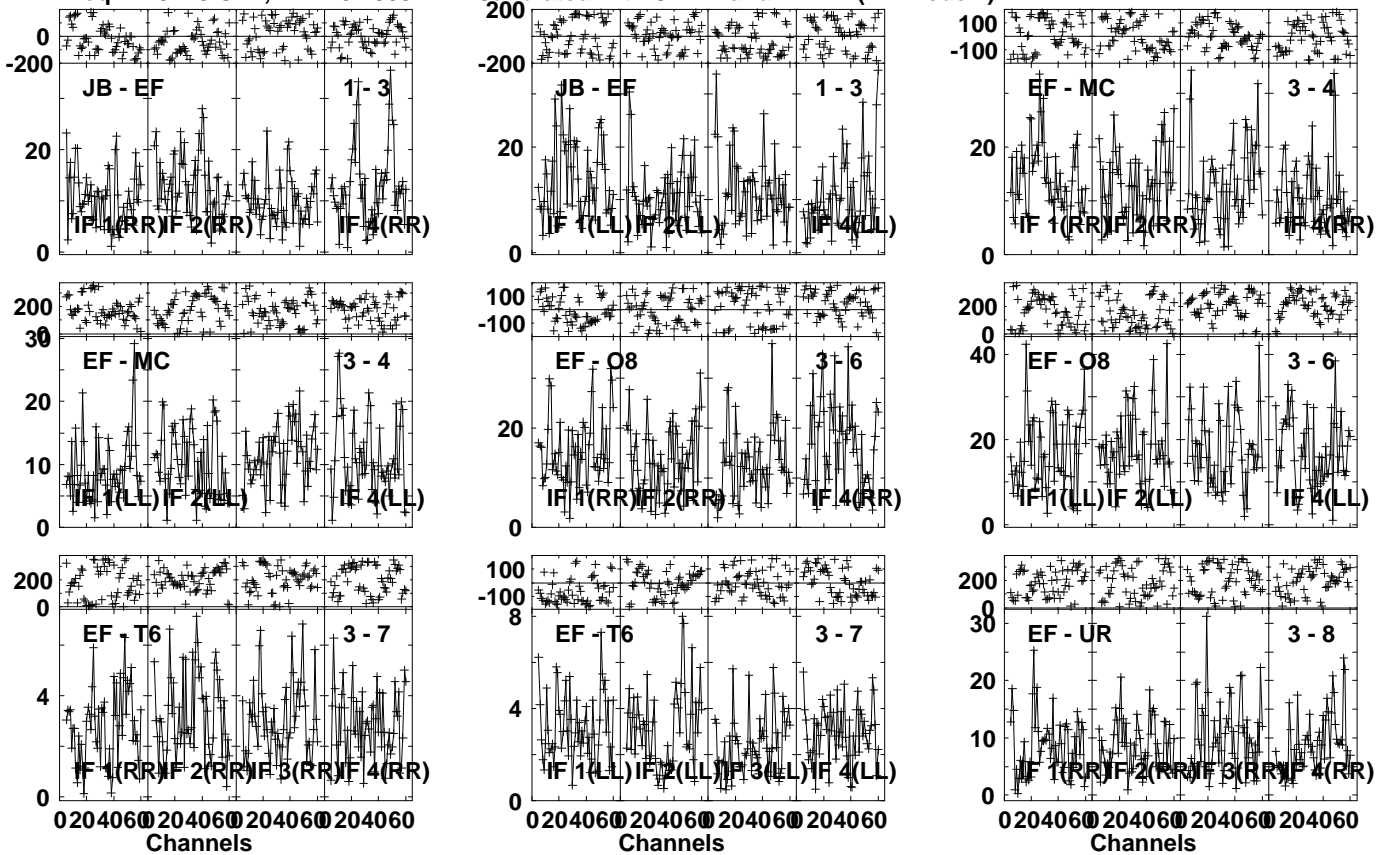 200
0
-200
100
-100
JB - EF 1 - 3
20
0
IF 1(RR) IF 2(RR) IF 4(RR)
JB - EF 1 - 3
20
0
IF 1(LL) IF 2(LL) IF 4(LL)
EF - MC 3 - 4
20
0
IF 1(RR) IF 2(RR) IF 4(RR)
200
0
100
-100
200
0
EF - MC 3 - 4
30
20
10
0
IF 1(LL) IF 2(LL) IF 4(LL)
EF - O8 3 - 6
20
0
IF 1(RR) IF 2(RR) IF 4(RR)
EF - O8 3 - 6
40
20
0
IF 1(LL) IF 2(LL) IF 4(LL)
200
0
100
-100
200
0
EF - T6 3 - 7
4
0
IF 1(RR) IF 2(RR) IF 3(RR) IF 4(RR)
EF - T6 3 - 7
8
4
0
IF 1(LL) IF 2(LL) IF 3(LL) IF 4(LL)
EF - UR 3 - 8
30
20
10
0
IF 1(RR) IF 2(RR) IF 3(RR) IF 4(RR)
0 20 40 60 0 20 40 60 0 20 40 60 0 20 40 60
Channels
0 20 40 60 0 20 40 60 0 20 40 60 0 20 40 60
Channels
0 20 40 60 0 20 40 60 0 20 40 60 0 20 40 60
Channels